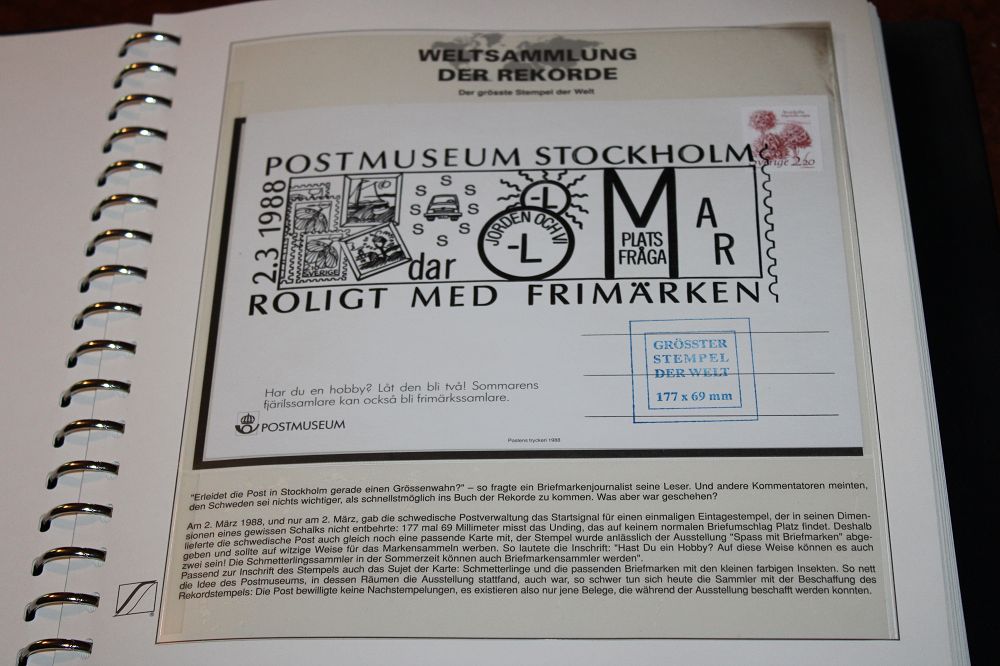 WELTSAMMLUNG
DER REKORDE
Der grösste Stempel der Welt
Sverige 2.20
POSTMUSEUM STOCKHOLM
2.3 1988
SVERIGE
S S S S S S S
dar
L
JORDEN OCH VI
-L
M
PLATS
FRÅGA
A
R
ROLIGT MED FRIMÄRKEN
GRÖSSTER
STEMPEL
DER WELT
177 x 69 mm
Har du en hobby? Låt den bli två! Sommarens
fjärilssamlare kan också bli frimärkssamlare.
POSTMUSEUM
Postens tryckeri 1988
"Erleidet die Post in Stockholm gerade einen Grössenwahn?" – so fragte ein Briefmarkenjournalist seine Leser. Und andere Kommentatoren meinten,
den Schweden sei nichts wichtiger, als schnellstmöglich ins Buch der Rekorde zu kommen. Was aber war geschehen?
Am 2. März 1988, und nur am 2. März, gab die schwedische Postverwaltung das Startsignal für einen einmaligen Eintagestempel, der in seinen Dimen-
sionen eines gewissen Schalks nicht entbehrte: 177 mal 69 Millimeter misst das Unding, das auf keinem normalen Briefumschlag Platz findet. Deshalb
lieferte die schwedische Post auch gleich noch eine passende Karte mit, der Stempel wurde anlässlich der Ausstellung "Spass mit Briefmarken" abge-
geben und sollte auf witzige Weise für das Markensammeln werben. So lautete die Inschrift: "Hast Du ein Hobby? Auf diese Weise können es auch
zwei sein! Die Schmetterlingssammler in der Sommerzeit können auch Briefmarkensammler werden".
Passend zur Inschrift des Stempels auch das Sujet der Karte: Schmetterlinge und die passenden Briefmarken mit den kleinen farbigen Insekten. So nett
die Idee des Postmuseums, in dessen Räumen die Ausstellung stattfand, auch war, so schwer tun sich heute die Sammler mit der Beschaffung des
Rekordstempels: Die Post bewilligte keine Nachstempelungen, es existieren also nur jene Belege, die während der Ausstellung beschafft werden konnten.